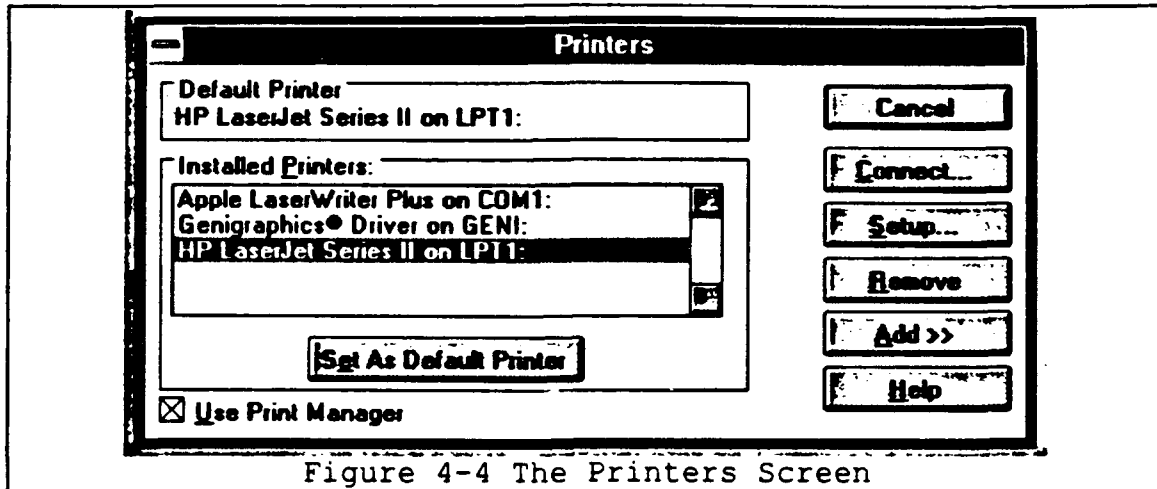 Printers
Default Printer
HP LaserJet Series II on LPT1:
Installed Printers:
Apple LaserWriter Plus on COM1:
Genigraphics® Driver on GENI:
HP LaserJet Series II on LPT1:
Set As Default Printer
Use Print Manager
Cancel
Connect...
Setup...
Remove
Add >>
Help
Figure 4-4 The Printers Screen